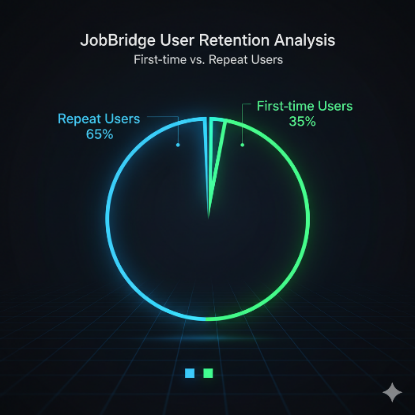 JobBridge User Retention Analysis
First-time vs. Repeat Users
Repeat Users
65%
First-time Users
35%